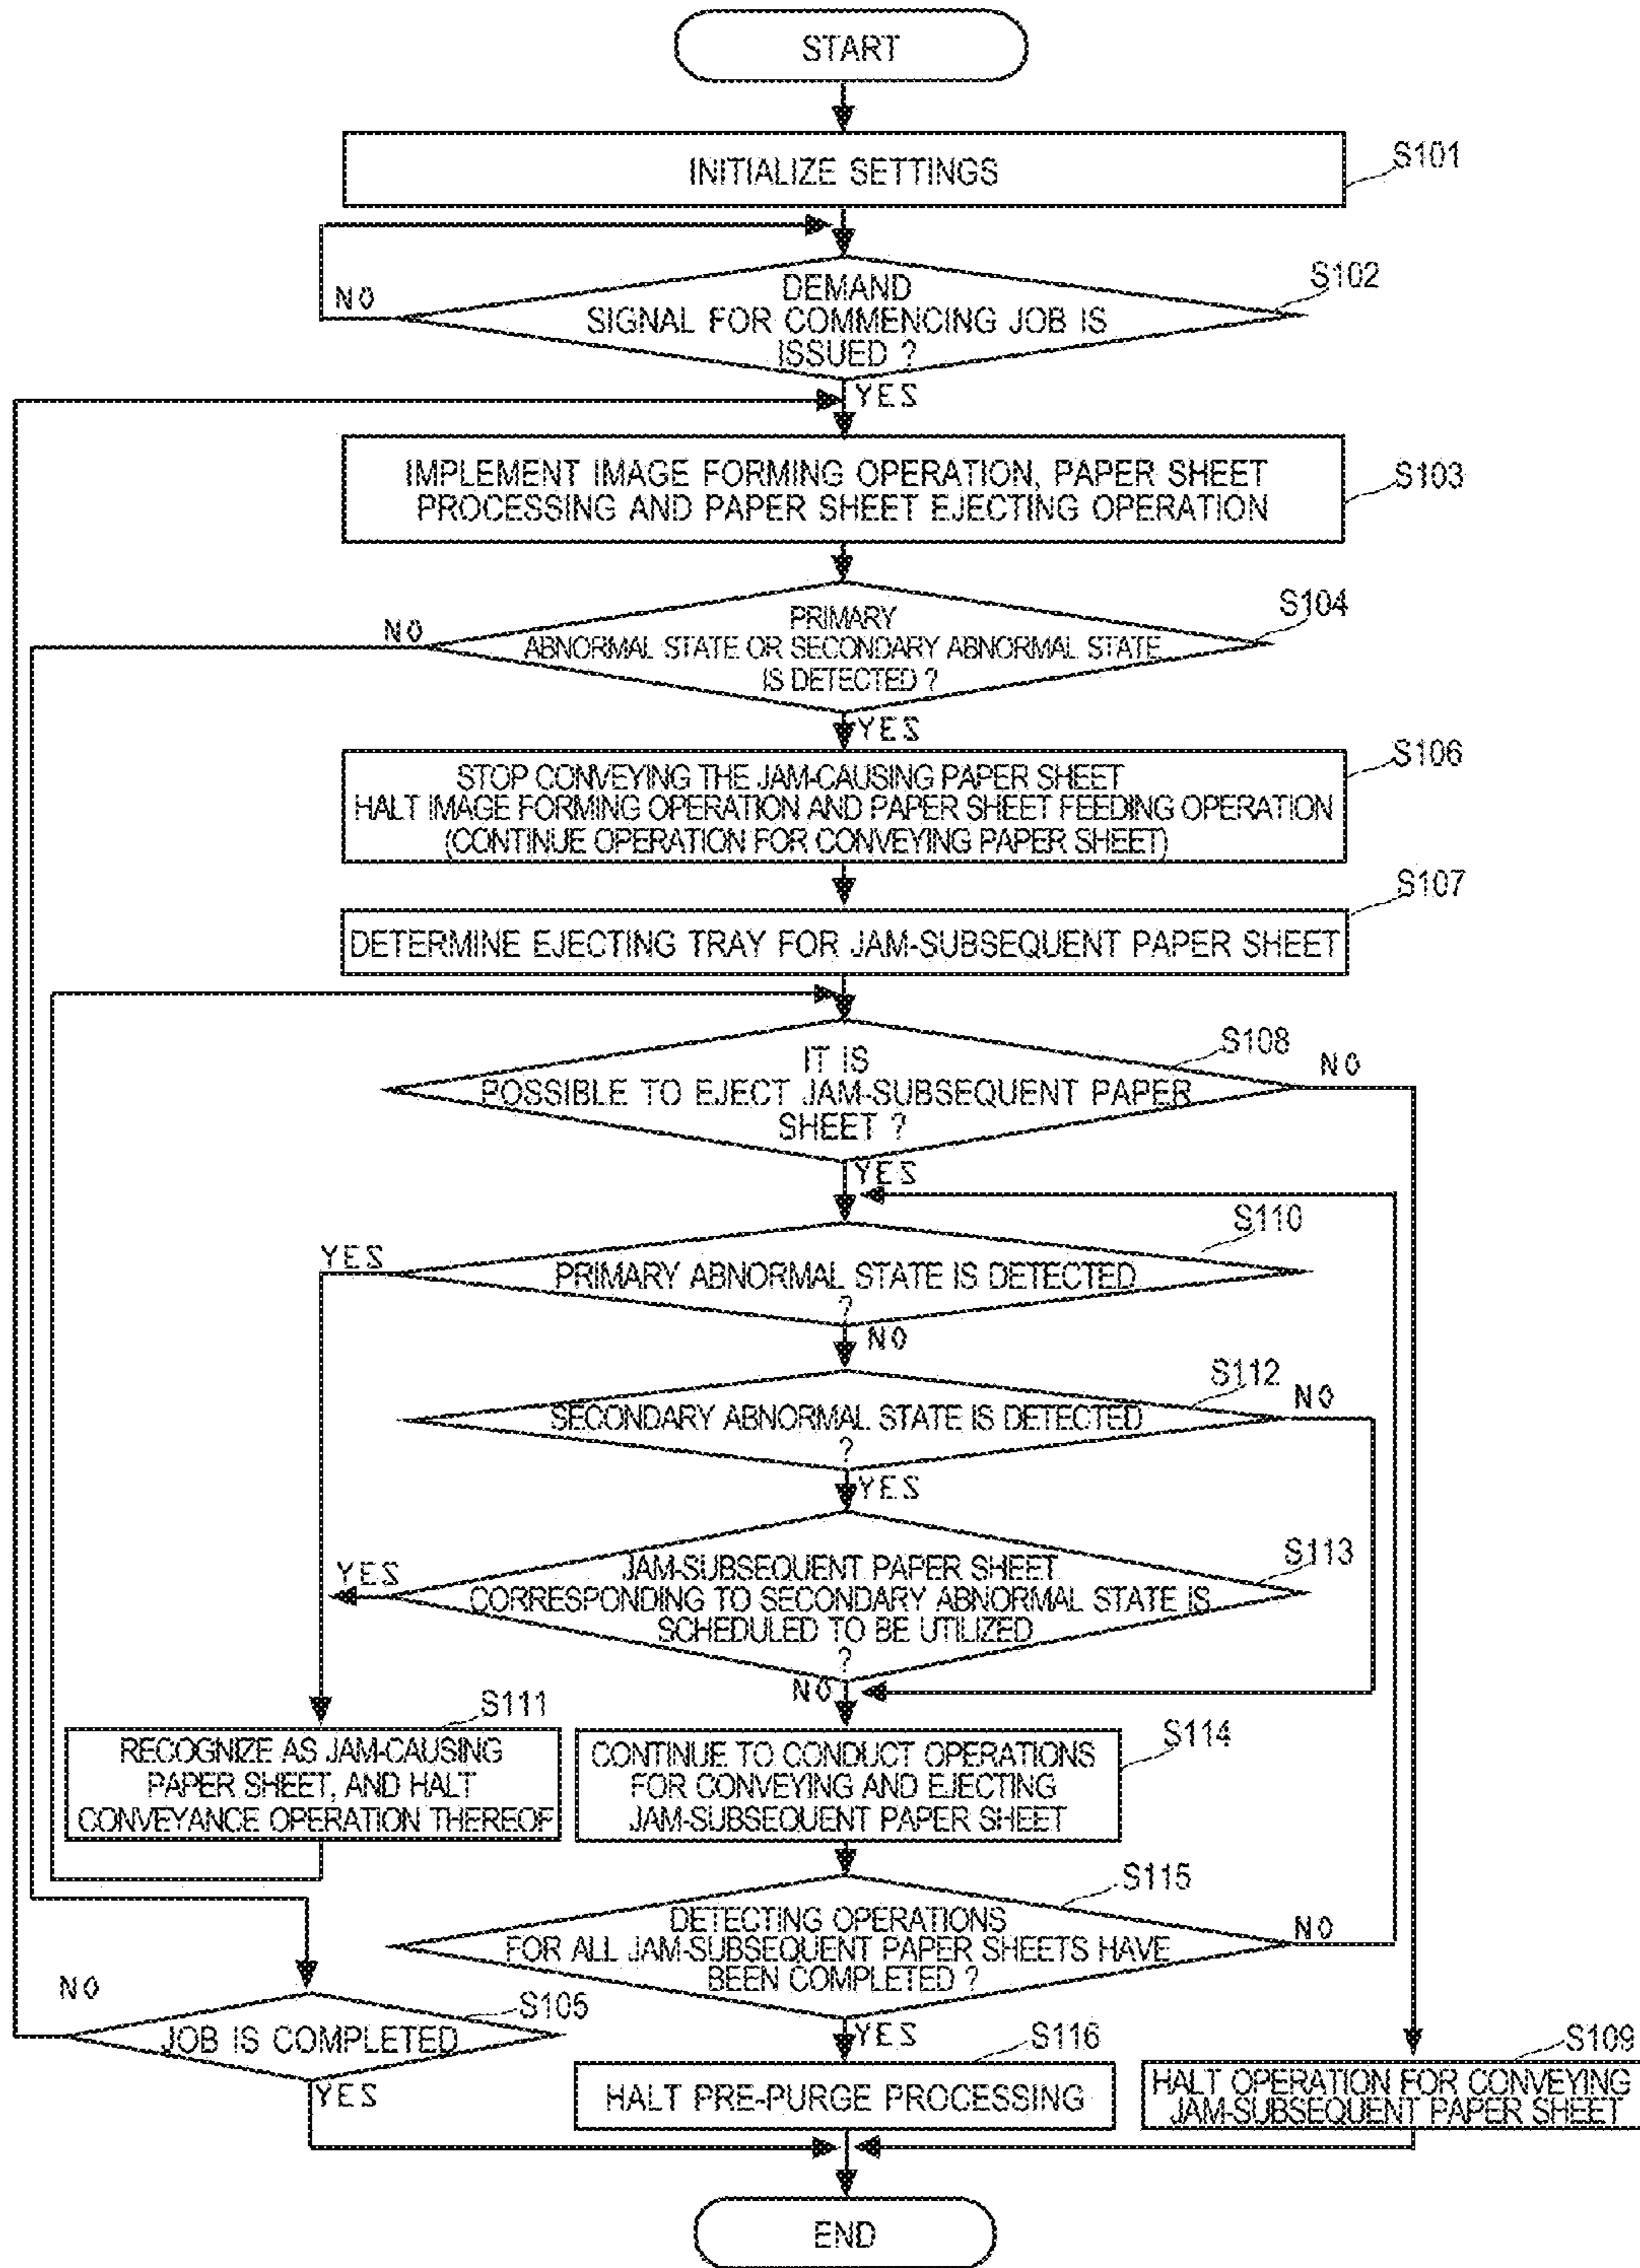 START
INITIALIZE SETTINGS
S101
NO
DEMAND
SIGNAL FOR COMMENCING JOB IS
ISSUED ?
S102
YES
IMPLEMENT IMAGE FORMING OPERATION, PAPER SHEET
PROCESSING AND PAPER SHEET EJECTING OPERATION
S103
NO
PRIMARY
ABNORMAL STATE OR SECONDARY ABNORMAL STATE
IS DETECTED ?
S104
YES
STOP CONVEYING THE JAM-CAUSING PAPER SHEET
HALT IMAGE FORMING OPERATION AND PAPER SHEET FEEDING OPERATION
(CONTINUE OPERATION FOR CONVEYING PAPER SHEET)
S106
DETERMINE EJECTING TRAY FOR JAM-SUBSEQUENT PAPER SHEET
S107
IT IS
POSSIBLE TO EJECT JAM-SUBSEQUENT PAPER
SHEET ?
S108
NO
YES
YES
PRIMARY ABNORMAL STATE IS DETECTED
?
S110
NO
SECONDARY ABNORMAL STATE IS DETECTED
?
S112
NO
YES
YES
JAM-SUBSEQUENT PAPER SHEET
CORRESPONDING TO SECONDARY ABNORMAL STATE IS
SCHEDULED TO BE UTILIZED
?
S113
NO
S111
RECOGNIZE AS JAM-CAUSING
PAPER SHEET, AND HALT
CONVEYANCE OPERATION THEREOF
CONTINUE TO CONDUCT OPERATIONS
FOR CONVEYING AND EJECTING
JAM-SUBSEQUENT PAPER SHEET
S114
DETECTING OPERATIONS
FOR ALL JAM-SUBSEQUENT PAPER SHEETS HAVE
BEEN COMPLETED ?
S115
NO
YES
NO
JOB IS COMPLETED
S105
YES
HALT PRE-PURGE PROCESSING
S116
HALT OPERATION FOR CONVEYING
JAM-SUBSEQUENT PAPER SHEET
S109
END